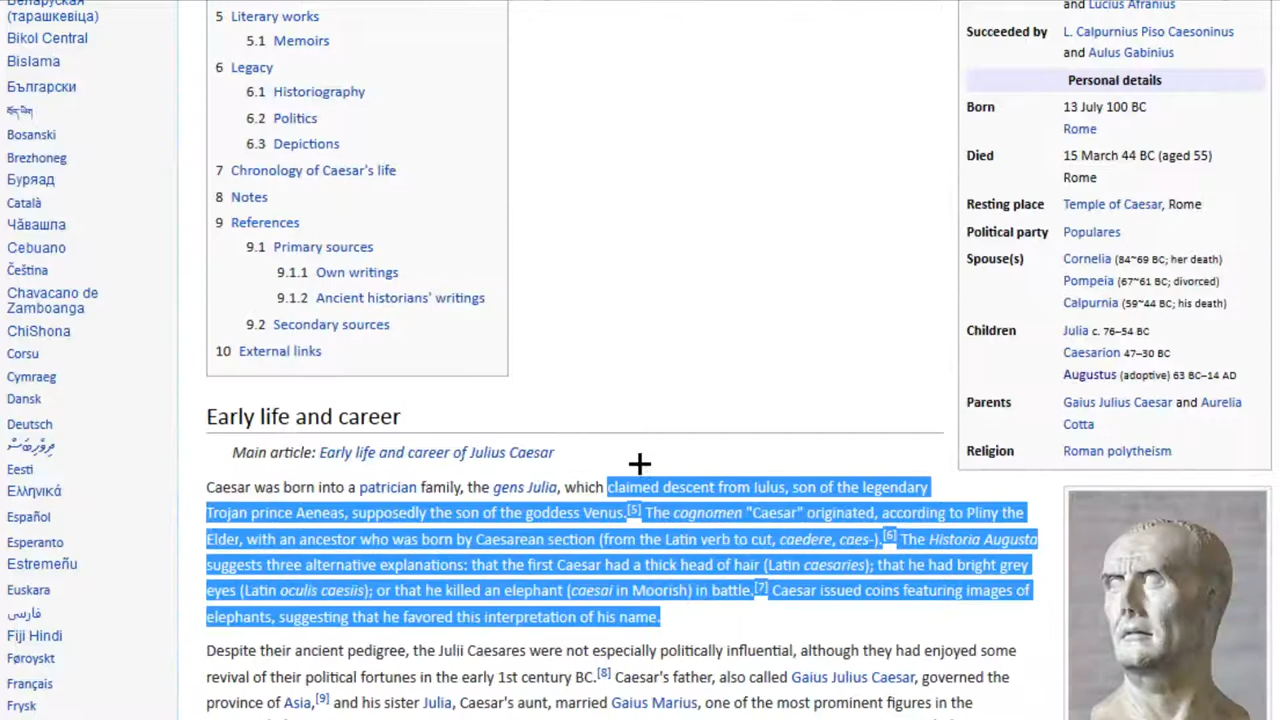 Беларуская
(тарашкевіца)
Bikol Central
Bislama
Български
Bosanski
Brezhoneg
Буряад
Català
Чӑвашла
Cebuano
Čeština
Chavacano de
Zamboanga
ChiShona
Corsu
Cymraeg
Dansk
Deutsch
ދިވެހިބަސް
Eesti
Ελληνικά
Español
Esperanto
Estremeñu
Euskara
فارسی
Fiji Hindi
Føroyskt
Français
Frysk
5 Literary works
5.1 Memoirs
6 Legacy
6.1 Historiography
6.2 Politics
6.3 Depictions
7 Chronology of Caesar's life
8 Notes
9 References
9.1 Primary sources
9.1.1 Own writings
9.1.2 Ancient historians' writings
9.2 Secondary sources
10 External links
Early life and career
Main article: Early life and career of Julius Caesar
Caesar was born into a patrician family, the gens Julia, which claimed descent from Iulus, son of the legendary
Trojan prince Aeneas, supposedly the son of the goddess Venus.[5] The cognomen "Caesar" originated, according to Pliny the
Elder, with an ancestor who was born by Caesarean section (from the Latin verb to cut, caedere, caes-).[6] The Historia Augusta
suggests three alternative explanations: that the first Caesar had a thick head of hair (Latin caesaries); that he had bright grey
eyes (Latin oculis caesiis); or that he killed an elephant (caesai in Moorish) in battle.[7] Caesar issued coins featuring images of
elephants, suggesting that he favored this interpretation of his name.
Despite their ancient pedigree, the Julii Caesares were not especially politically influential, although they had enjoyed some
revival of their political fortunes in the early 1st century BC.[8] Caesar's father, also called Gaius Julius Caesar, governed the
province of Asia,[9] and his sister Julia, Caesar's aunt, married Gaius Marius, one of the most prominent figures in the
and Lucius Afranius
Succeeded by L. Calpurnius Piso Caesoninus
and Aulus Gabinius
Personal details
Born 13 July 100 BC
Rome
Died 15 March 44 BC (aged 55)
Rome
Resting place Temple of Caesar, Rome
Political party Populares
Spouse(s) Cornelia (84~69 BC; her death)
Pompeia (67~61 BC; divorced)
Calpurnia (59~44 BC; his death)
Children Julia c. 76–54 BC
Caesarion 47–30 BC
Augustus (adoptive) 63 BC–14 AD
Parents Gaius Julius Caesar and Aurelia
Cotta
Religion Roman polytheism